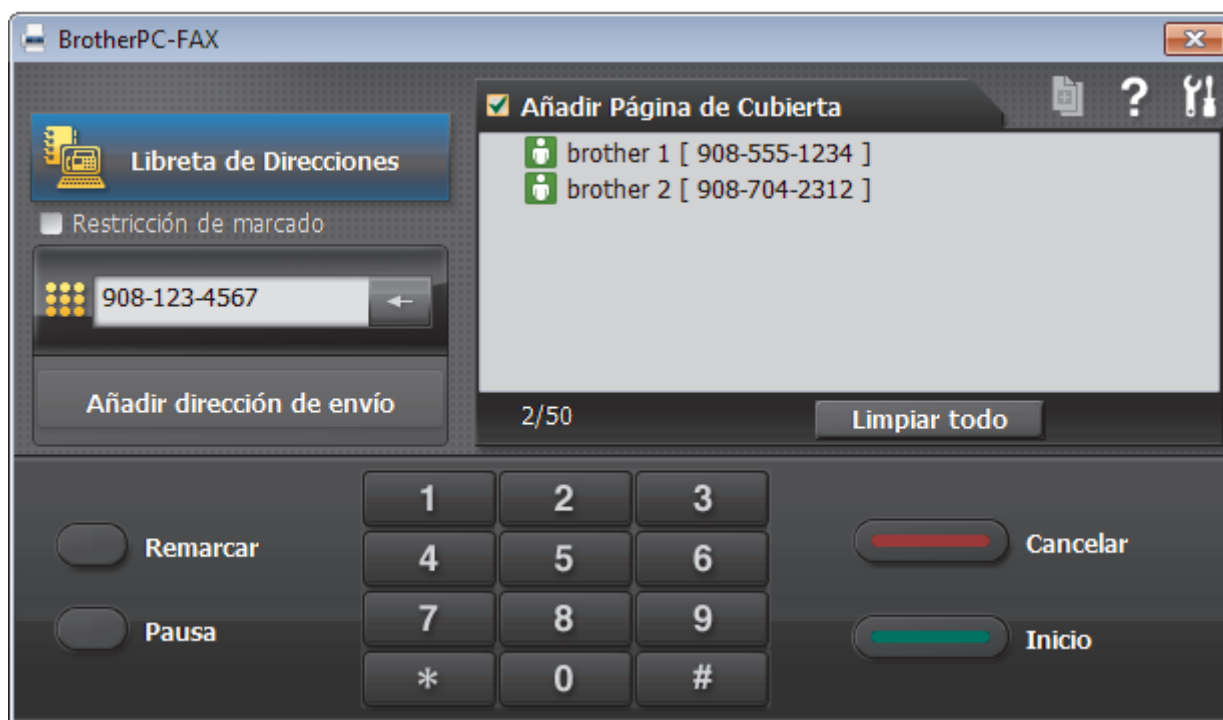 BrotherPC-FAX
Libreta de Direcciones
Restricción de marcado
908-123-4567
Añadir dirección de envío
Añadir Página de Cubierta
?
brother 1 [ 908-555-1234 ]
brother 2 [ 908-704-2312 ]
2/50
Limpiar todo
Remarcar
Pausa
1 2 3
4 5 6
7 8 9
* 0 #
Cancelar
Inicio